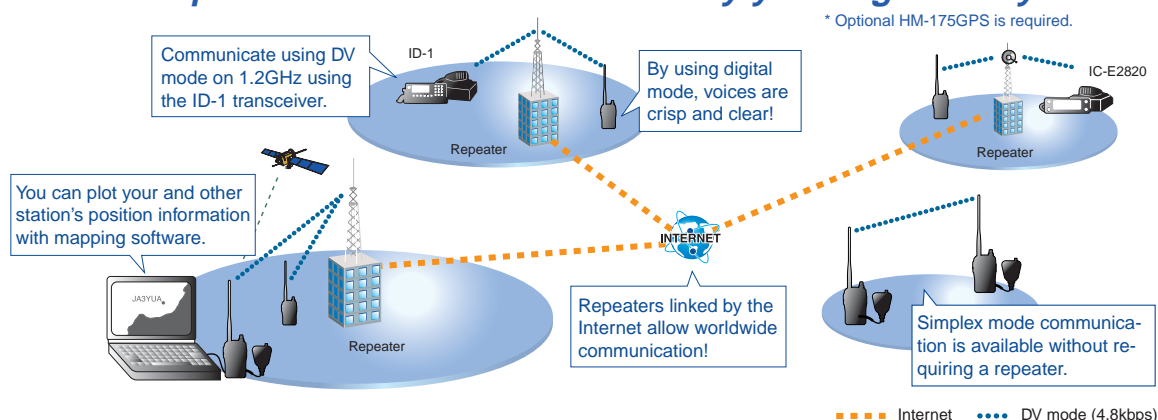 * Optional HM-175GPS is required.
Communicate using DV
mode on 1.2GHz using
the ID-1 transceiver.
ID-1
By using digital
mode, voices are
crisp and clear!
Repeater
IC-E2820
Repeater
You can plot your and other
station's position information
with mapping software.
JA3YUA
Repeater
INTERNET
Repeaters linked by the
Internet allow worldwide
communication!
Simplex mode communica-
tion is available without re-
quiring a repeater.
Internet
DV mode (4.8kbps)